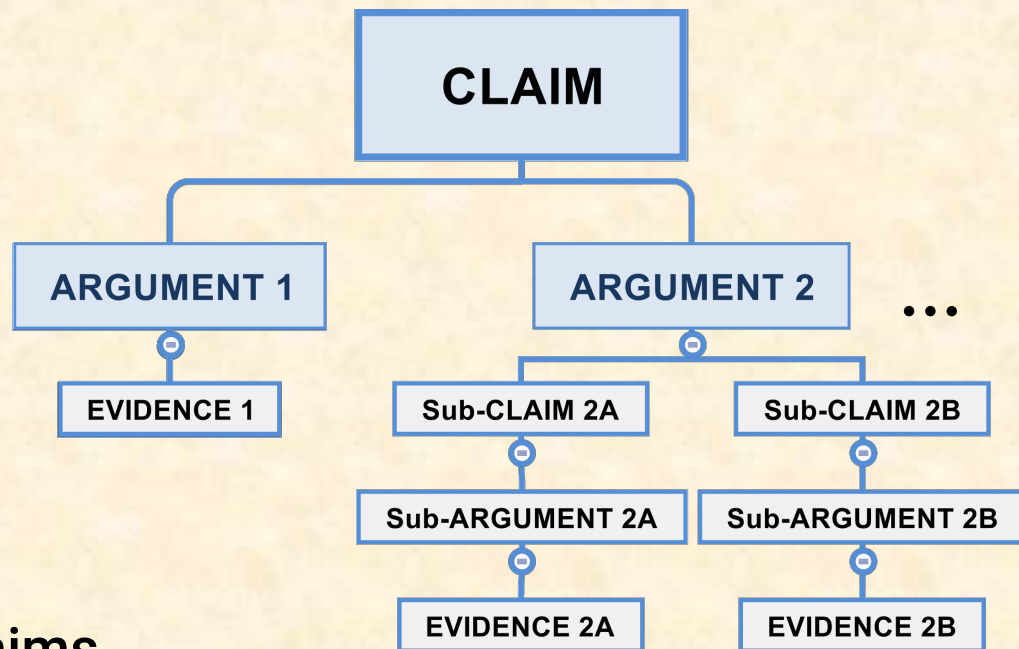 CLAIM
ARGUMENT 1
ARGUMENT 2
...
EVIDENCE 1
Sub-CLAIM 2A
Sub-CLAIM 2B
Sub-ARGUMENT 2A
Sub-ARGUMENT 2B
EVIDENCE 2A
EVIDENCE 2B